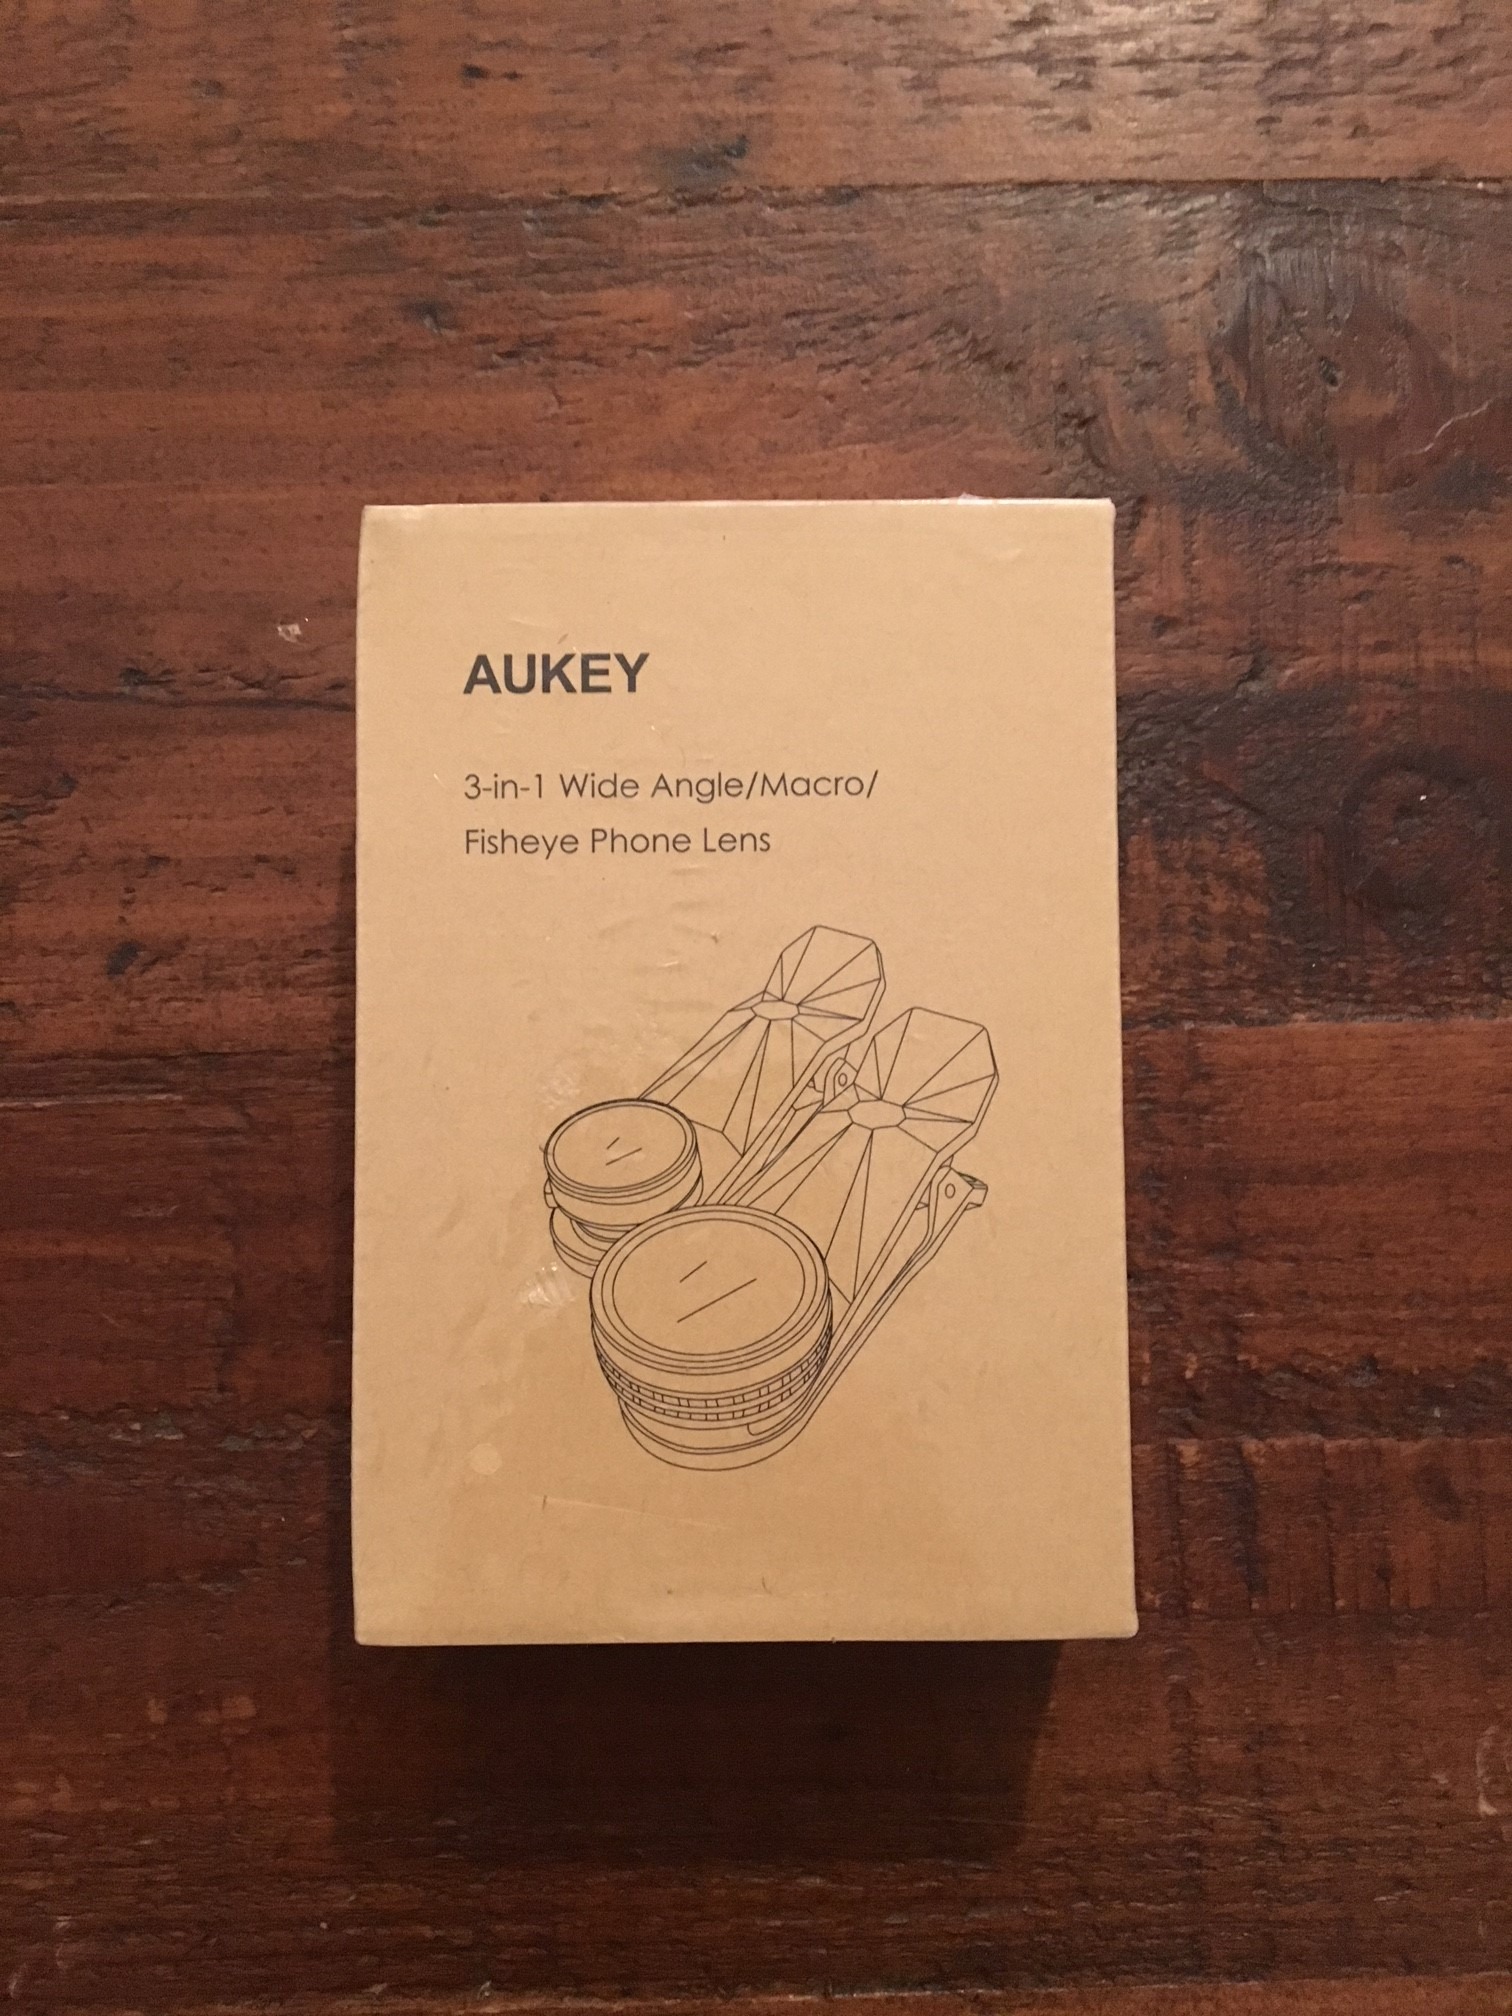 AUKEY
3-in-1 Wide Angle/Macro/
Fisheye Phone Lens